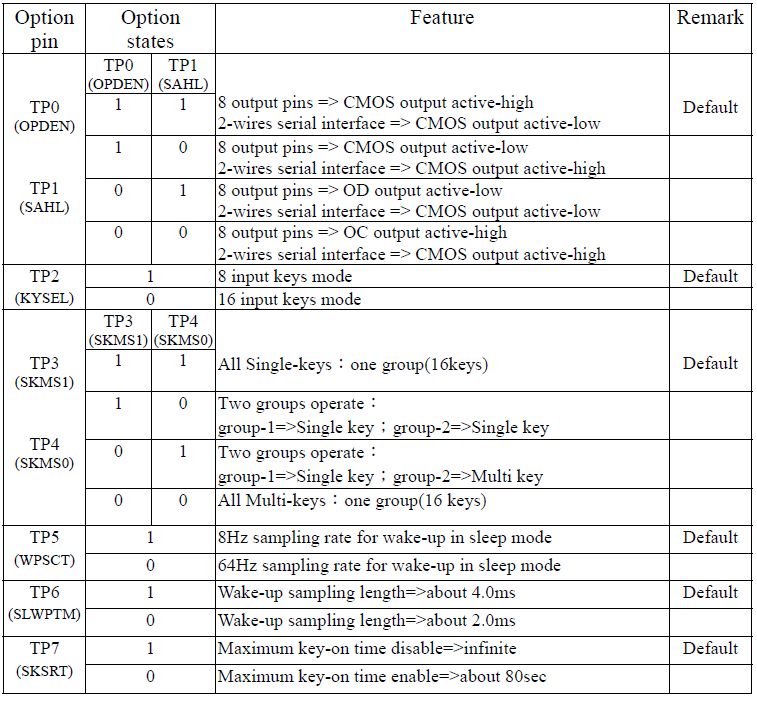 Option pin Option states Feature Remark
TP0 (OPDEN) TP1 (SAHL) TP0 (OPDEN) TP1 (SAHL)
1 1 8 output pins => CMOS output active-high Default
2-wires serial interface => CMOS output active-low
1 0 8 output pins => CMOS output active-low
2-wires serial interface => CMOS output active-high
0 1 8 output pins => OD output active-low
2-wires serial interface => CMOS output active-low
0 0 8 output pins => OC output active-high
2-wires serial interface => CMOS output active-high
TP2 (KYSEL) 1 8 input keys mode Default
0 16 input keys mode
TP3 (SKMS1) TP4 (SKMS0) TP3 (SKMS1) TP4 (SKMS0)
1 1 All Single-keys：one group(16keys) Default
1 0 Two groups operate：
group-1=>Single key；group-2=>Single key
0 1 Two groups operate：
group-1=>Single key；group-2=>Multi key
0 0 All Multi-keys：one group(16 keys)
TP5 (WPSCT) 1 8Hz sampling rate for wake-up in sleep mode Default
0 64Hz sampling rate for wake-up in sleep mode
TP6 (SLWPTM) 1 Wake-up sampling length=>about 4.0ms Default
0 Wake-up sampling length=>about 2.0ms
TP7 (SKSRT) 1 Maximum key-on time disable=>infinite Default
0 Maximum key-on time enable=>about 80sec